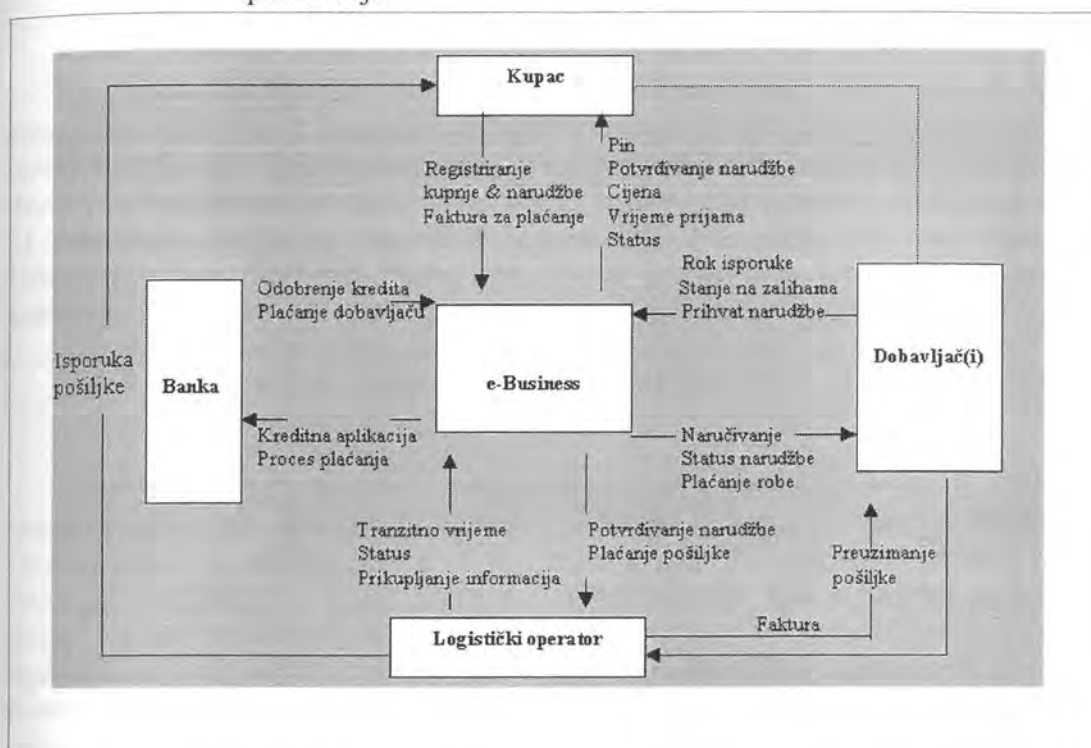 Kupac
Registriranje
kupnje & narudžbe
Faktura za plaćanje
Pin
Potvrđivanje narudžbe
Cijena
Vrijeme prijama
Status
Rok isporuke
Stanje na zalihama
Prihvat narudžbe
Odobrenje kredita
Plaćanje dobavljaču
Isporuka
pošiljke
Banka
e-Business
Dobavljač(i)
Kreditna aplikacija
Proces plaćanja
Naručivanje
Status narudžbe
Plaćanje robe
Tranzitno vrijeme
Status
Prikupljanje informacija
Potvrđivanje narudžbe
Plaćanje pošiljke
Preuzimanje
pošiljke
Faktura
Logistički operator